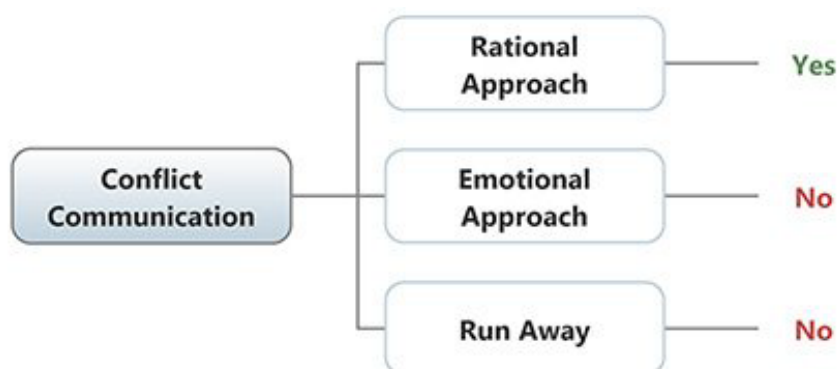 Rational
Approach
Yes
Conflict
Communication
Emotional
Approach
No
Run Away
No